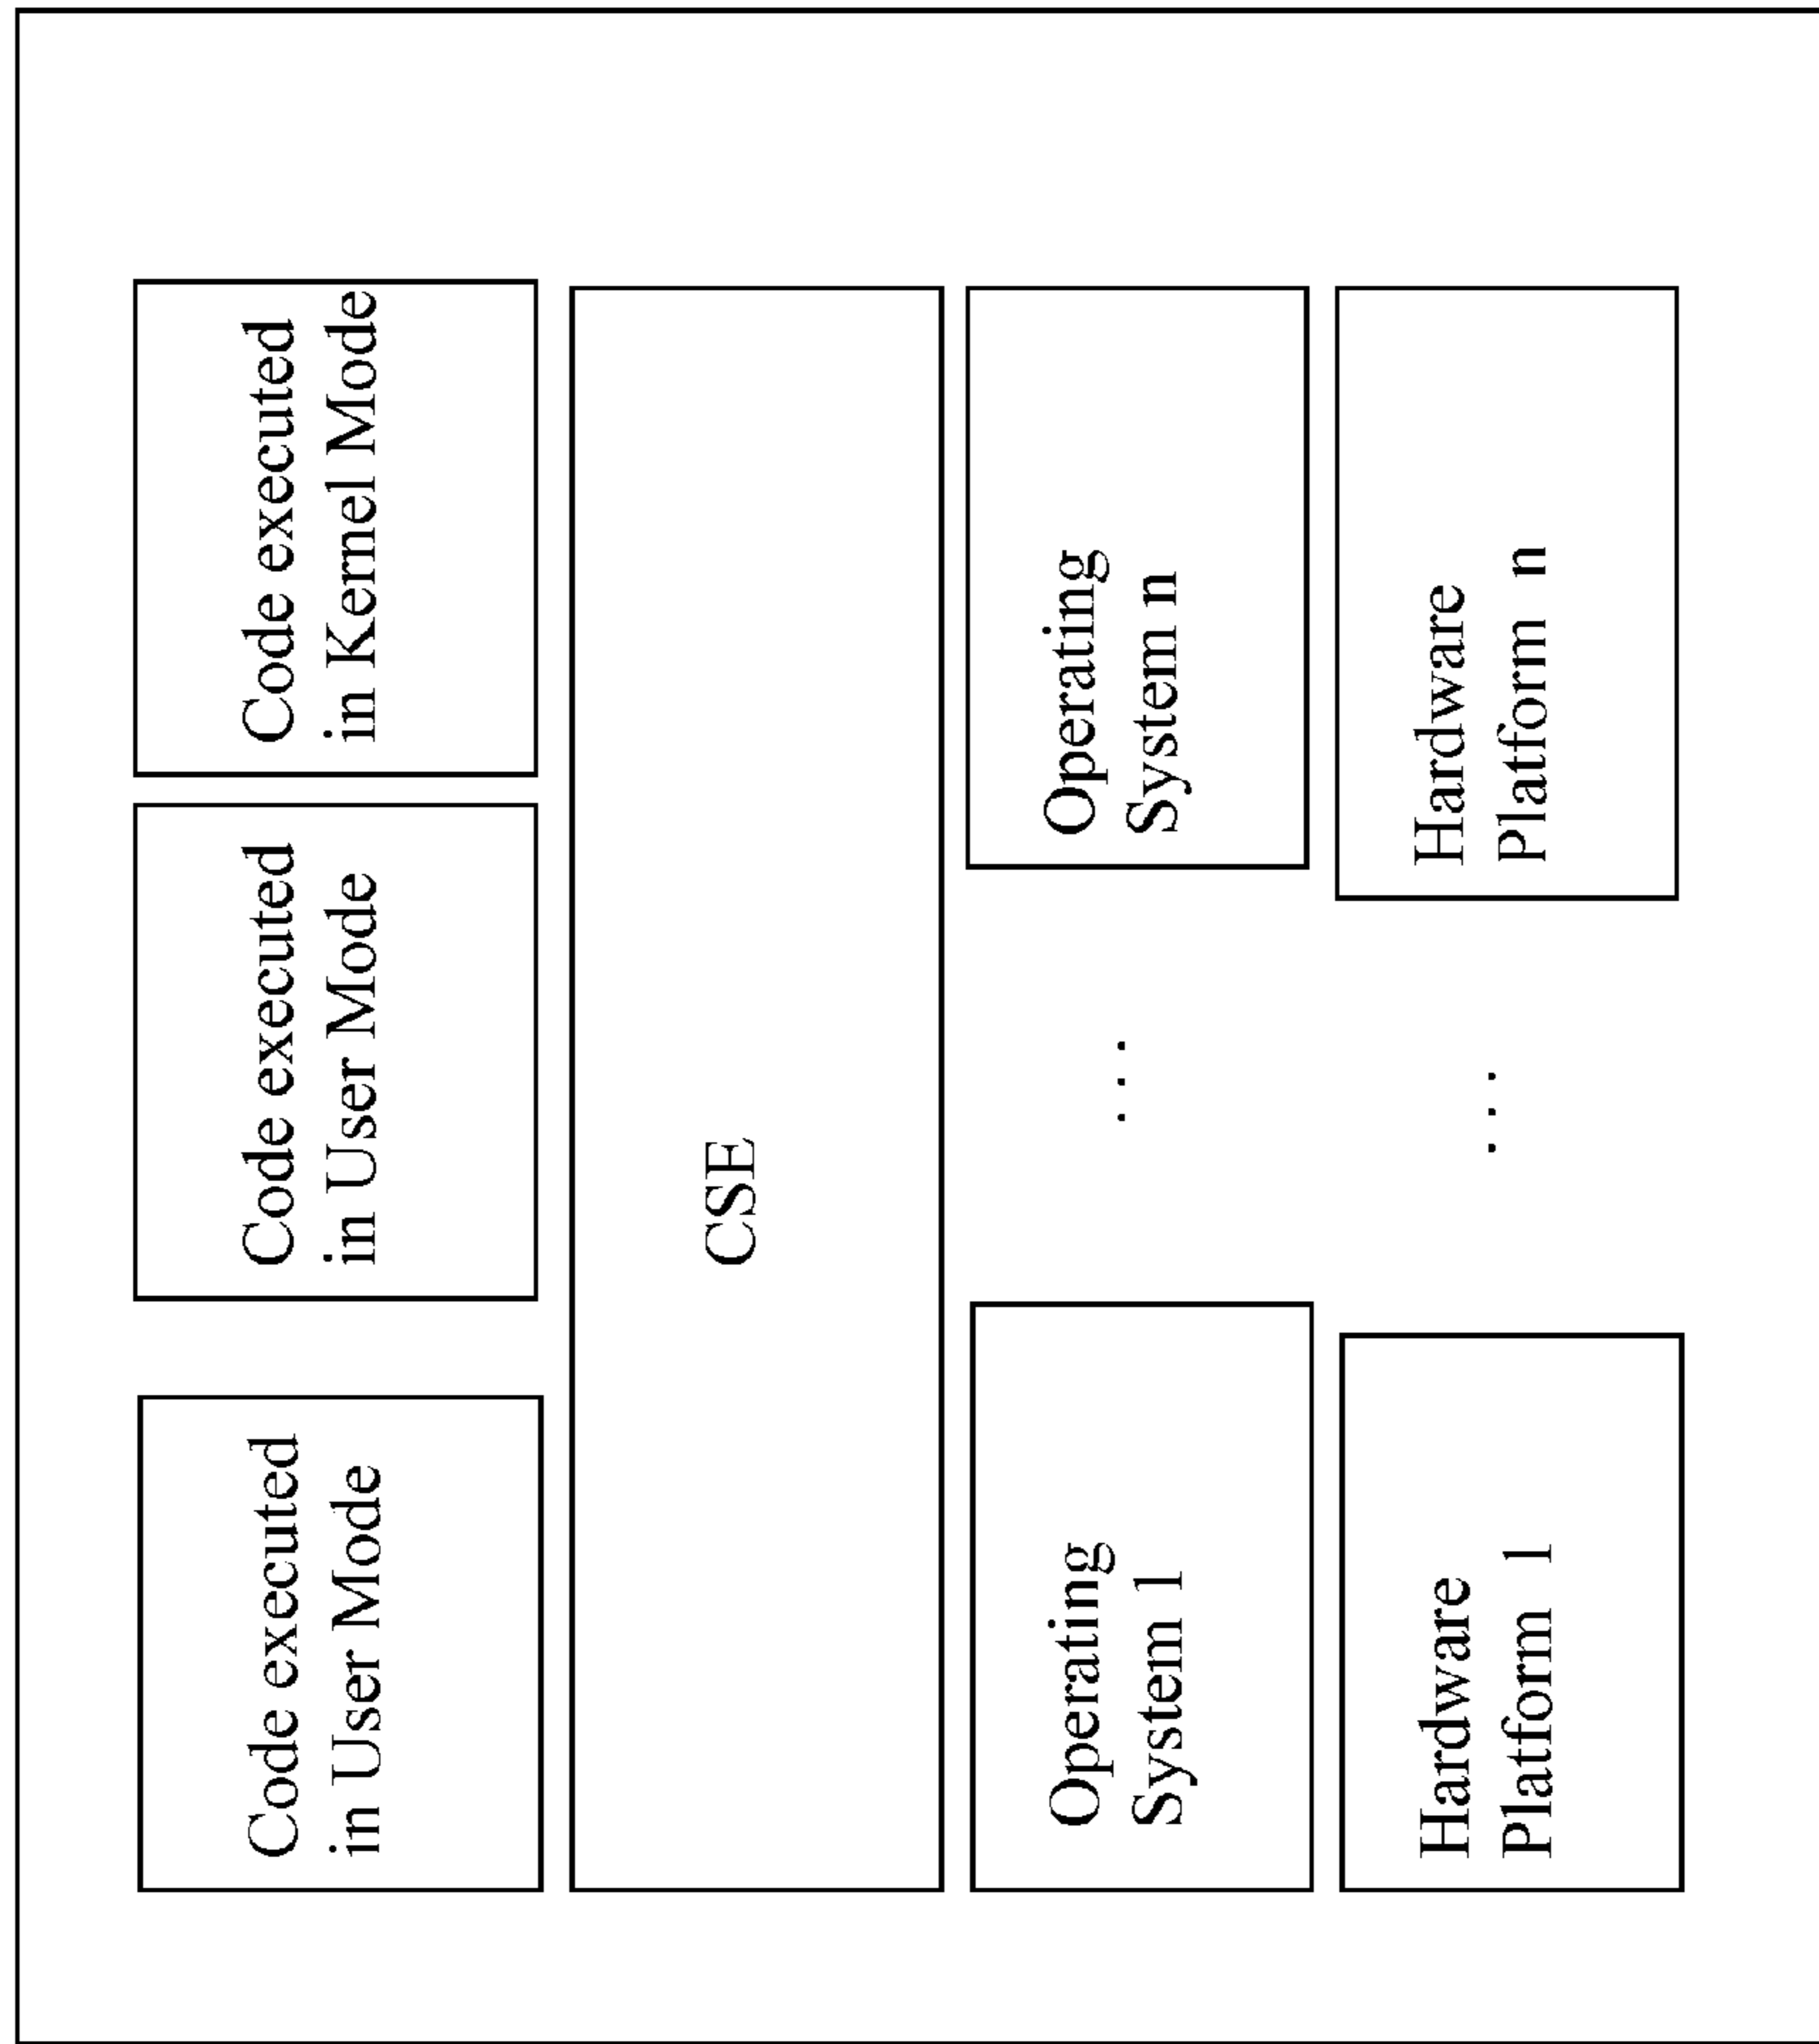 Code executed
in User Mode
Code executed
in User Mode
Code executed
in Kernel Mode
CSE
Operating
System 1
. . .
Operating
System n
Hardware
Platform 1
. . .
Hardware
Platform n